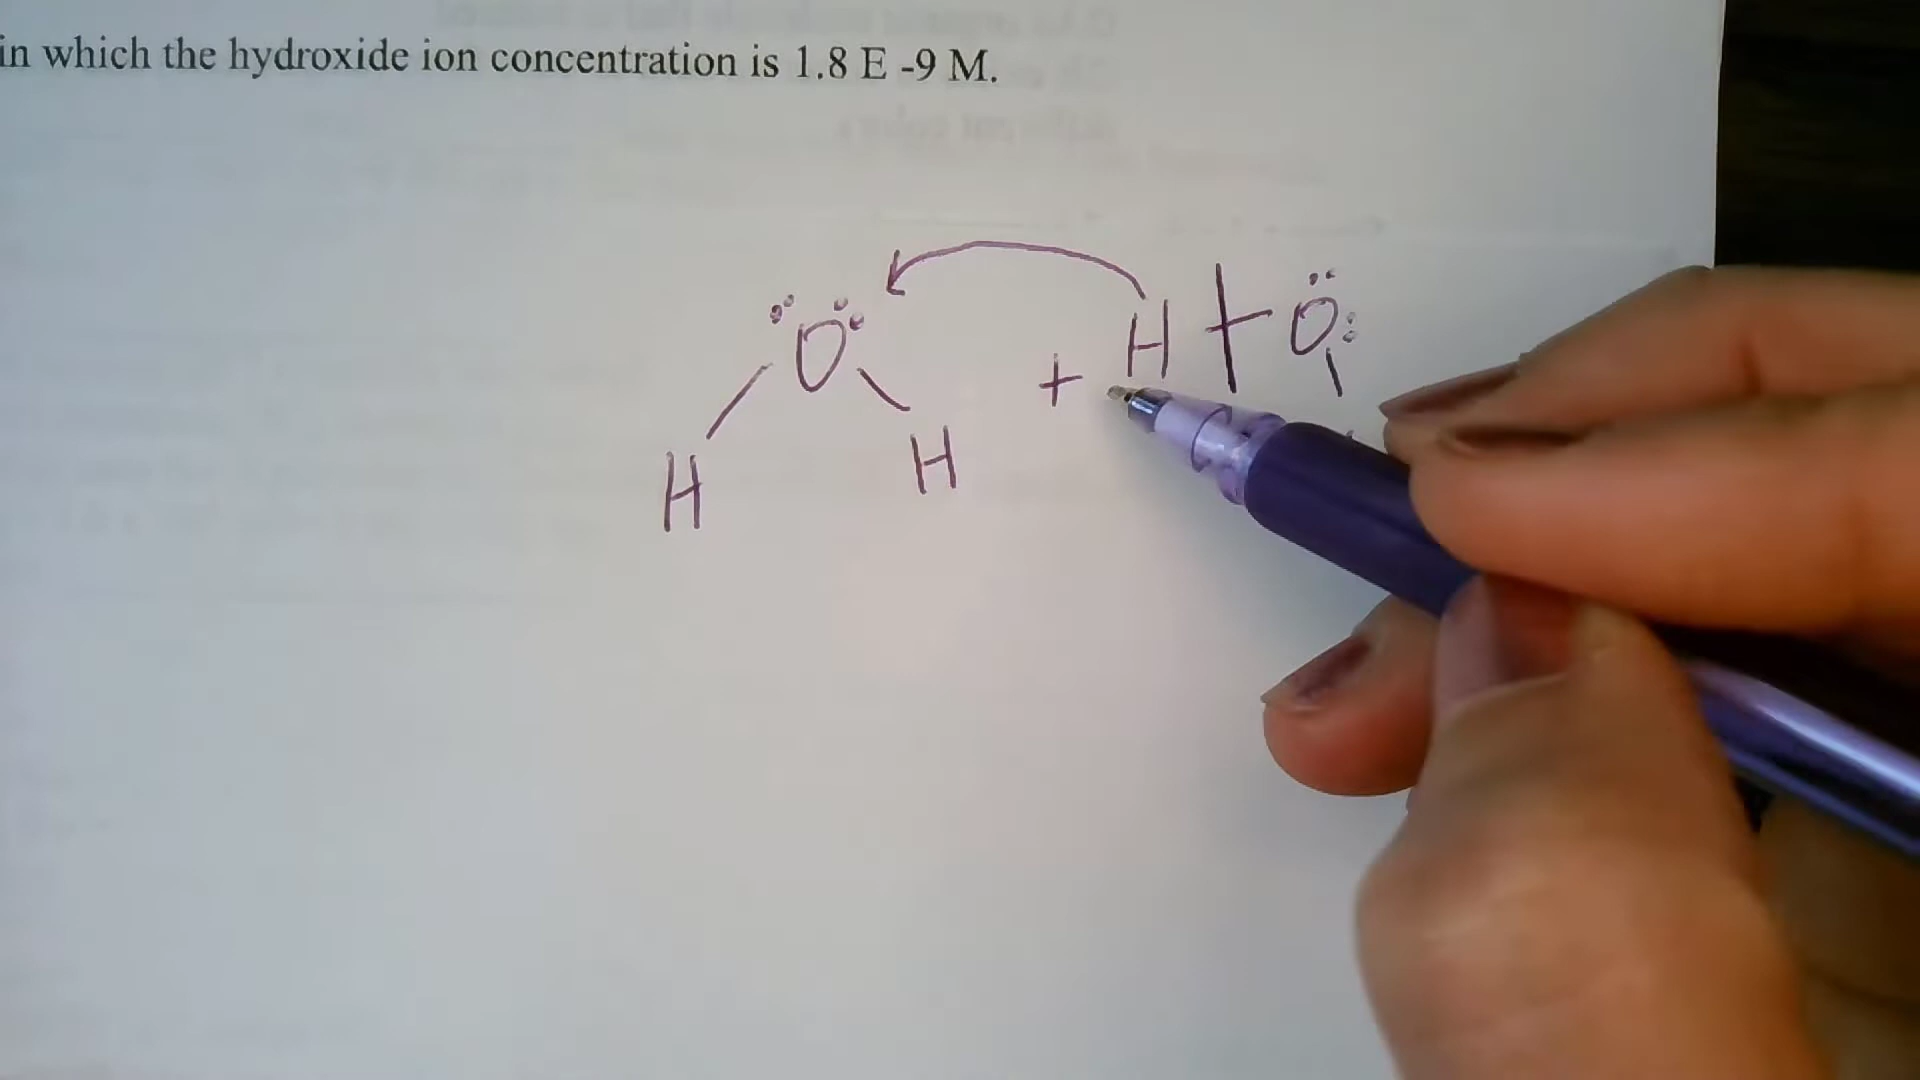 in which the hydroxide ion concentration is 1.8 E -9 M.
O + H O
H H